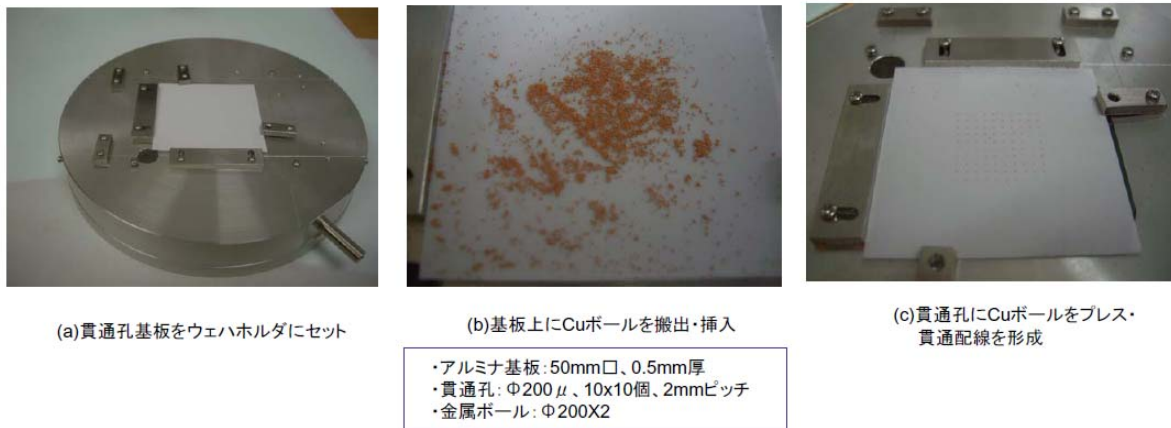 (a)貫通孔基板をウェハホルダにセット
(b)基板上にCuボールを搬出・挿入
(c)貫通孔にCuボールをプレス・
貫通配線を形成
・アルミナ基板:50mm□、0.5mm厚
・貫通孔:Φ200μ、10x10個、2mmピッチ
・金属ボール:Φ200X2